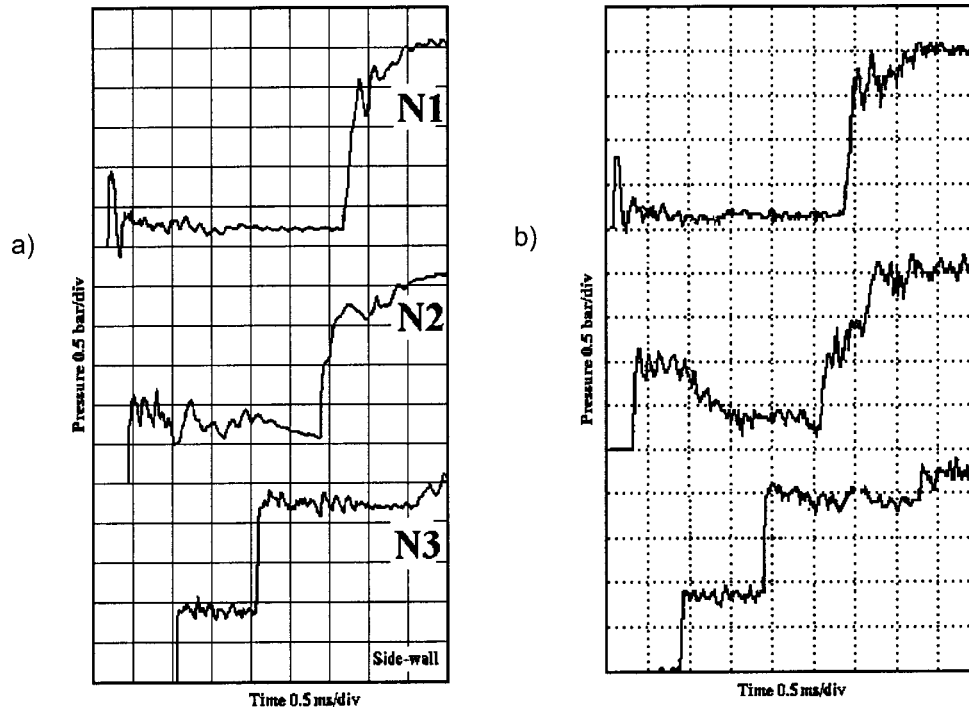 N1
a)
b)
N2
Pressure 0.5 bar/div
Pressure 0.5 bar/div
N3
Side-wall
Time 0.5 ms/div
Time 0.5 ms/div